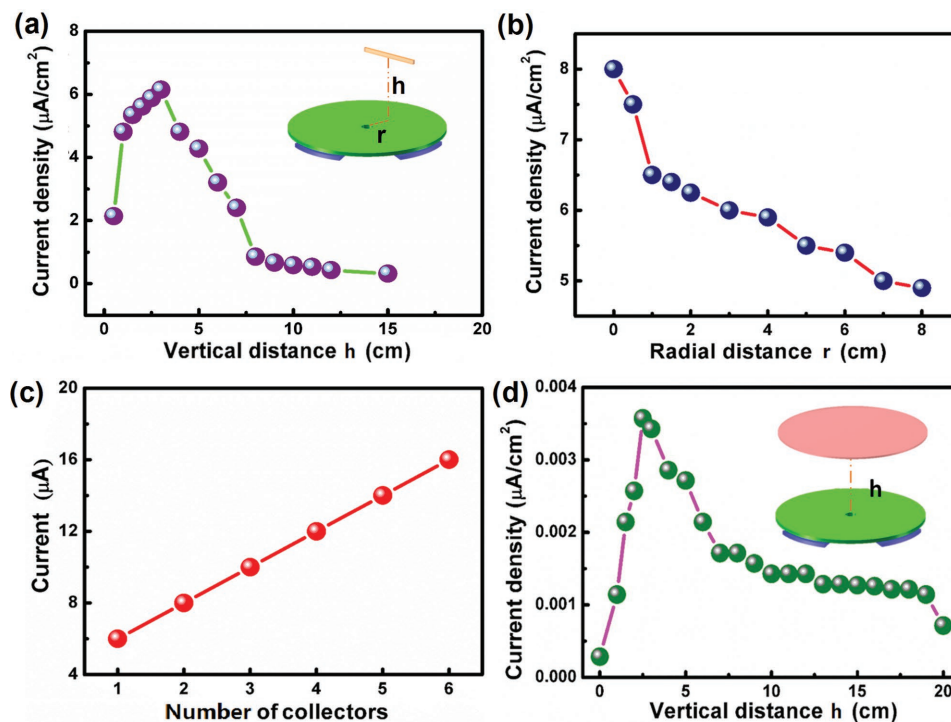 (a)
Current density (μA/cm²)
8
6
4
2
0
0 5 10 15 20
Vertical distance h (cm)
h
r
(b)
Current density (μA/cm²)
8
7
6
5
0 2 4 6 8
Radial distance r (cm)
(c)
Current (μA)
20
16
12
8
4
1 2 3 4 5 6
Number of collectors
(d)
Current density (μA/cm²)
0.004
0.003
0.002
0.001
0.000
0 5 10 15 20
Vertical distance h (cm)
h